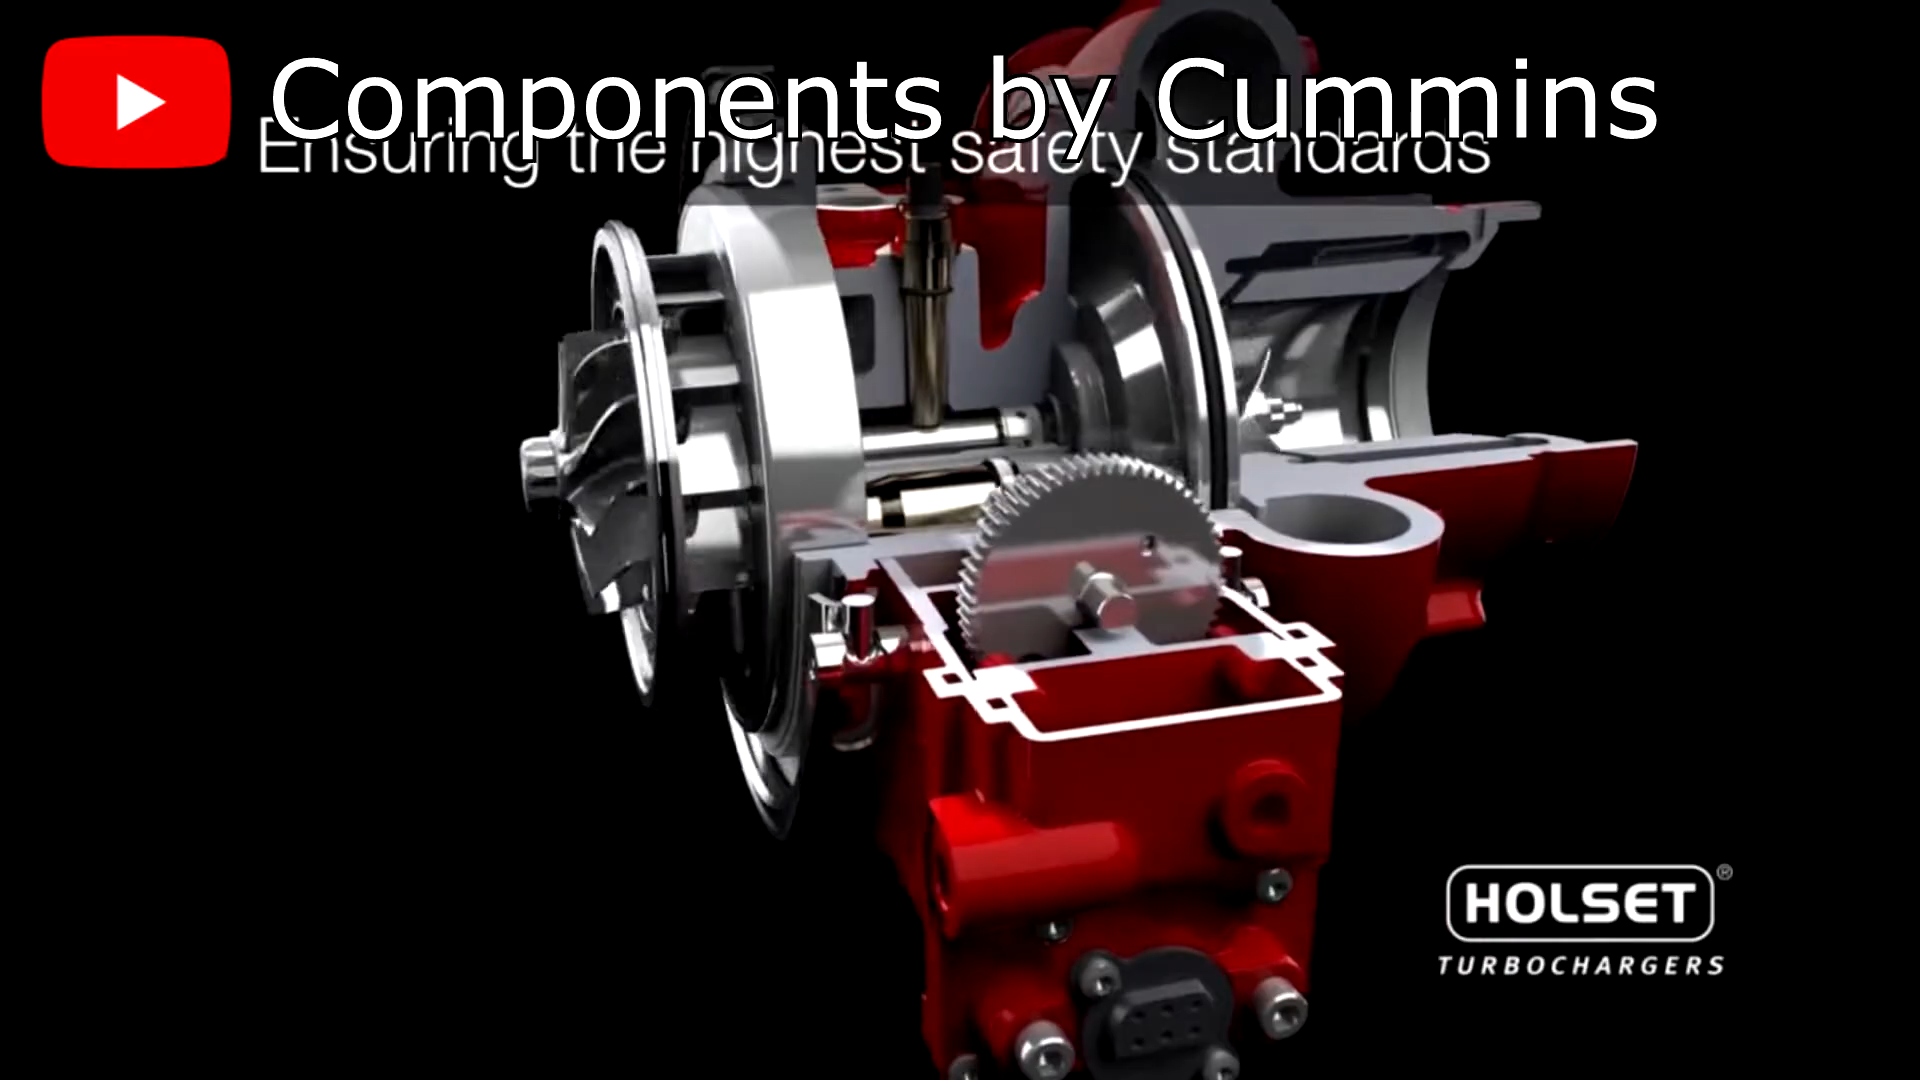 Components by Cummins
Ensuring the highest safety standards
HOLSET®
TURBOCHARGERS